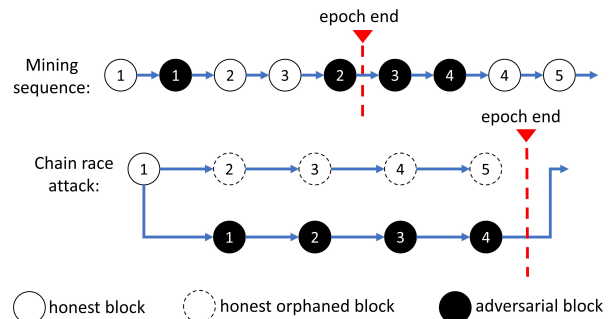 epoch end
Mining
sequence:
1 1 2 3 2 3 4 4 5
epoch end
Chain race
attack:
1 2 3 4 5
1 2 3 4
honest block honest orphaned block adversarial block